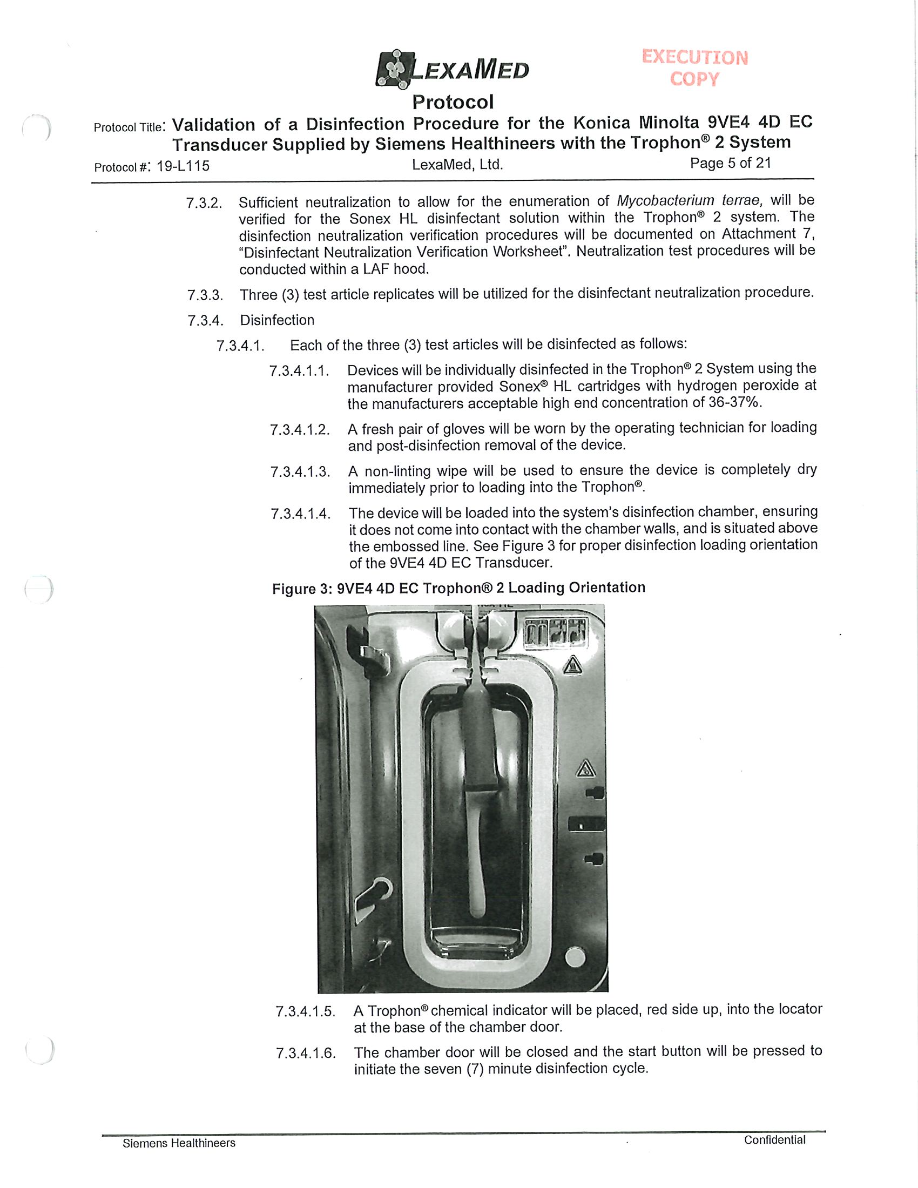 LEXAMED
EXECUTION
COPY
Protocol
Protocol Title: Validation of a Disinfection Procedure for the Konica Minolta 9VE4 4D EC
Transducer Supplied by Siemens Healthineers with the Trophon® 2 System
Protocol #: 19-L115 LexaMed, Ltd. Page 5 of 21
7.3.2. Sufficient neutralization to allow for the enumeration of Mycobacterium terrae, will be
verified for the Sonex HL disinfectant solution within the Trophon® 2 system. The
disinfection neutralization verification procedures will be documented on Attachment 7,
“Disinfectant Neutralization Verification Worksheet”. Neutralization test procedures will be
conducted within a LAF hood.
7.3.3. Three (3) test article replicates will be utilized for the disinfectant neutralization procedure.
7.3.4. Disinfection
7.3.4.1. Each of the three (3) test articles will be disinfected as follows:
7.3.4.1.1. Devices will be individually disinfected in the Trophon® 2 System using the
manufacturer provided Sonex® HL cartridges with hydrogen peroxide at
the manufacturers acceptable high end concentration of 36-37%.
7.3.4.1.2. A fresh pair of gloves will be worn by the operating technician for loading
and post-disinfection removal of the device.
7.3.4.1.3. A non-linting wipe will be used to ensure the device is completely dry
immediately prior to loading into the Trophon®.
7.3.4.1.4. The device will be loaded into the system's disinfection chamber, ensuring
it does not come into contact with the chamber walls, and is situated above
the embossed line. See Figure 3 for proper disinfection loading orientation
of the 9VE4 4D EC Transducer.
Figure 3: 9VE4 4D EC Trophon® 2 Loading Orientation
7.3.4.1.5. A Trophon® chemical indicator will be placed, red side up, into the locator
at the base of the chamber door.
7.3.4.1.6. The chamber door will be closed and the start button will be pressed to
initiate the seven (7) minute disinfection cycle.
Siemens Healthineers Confidential